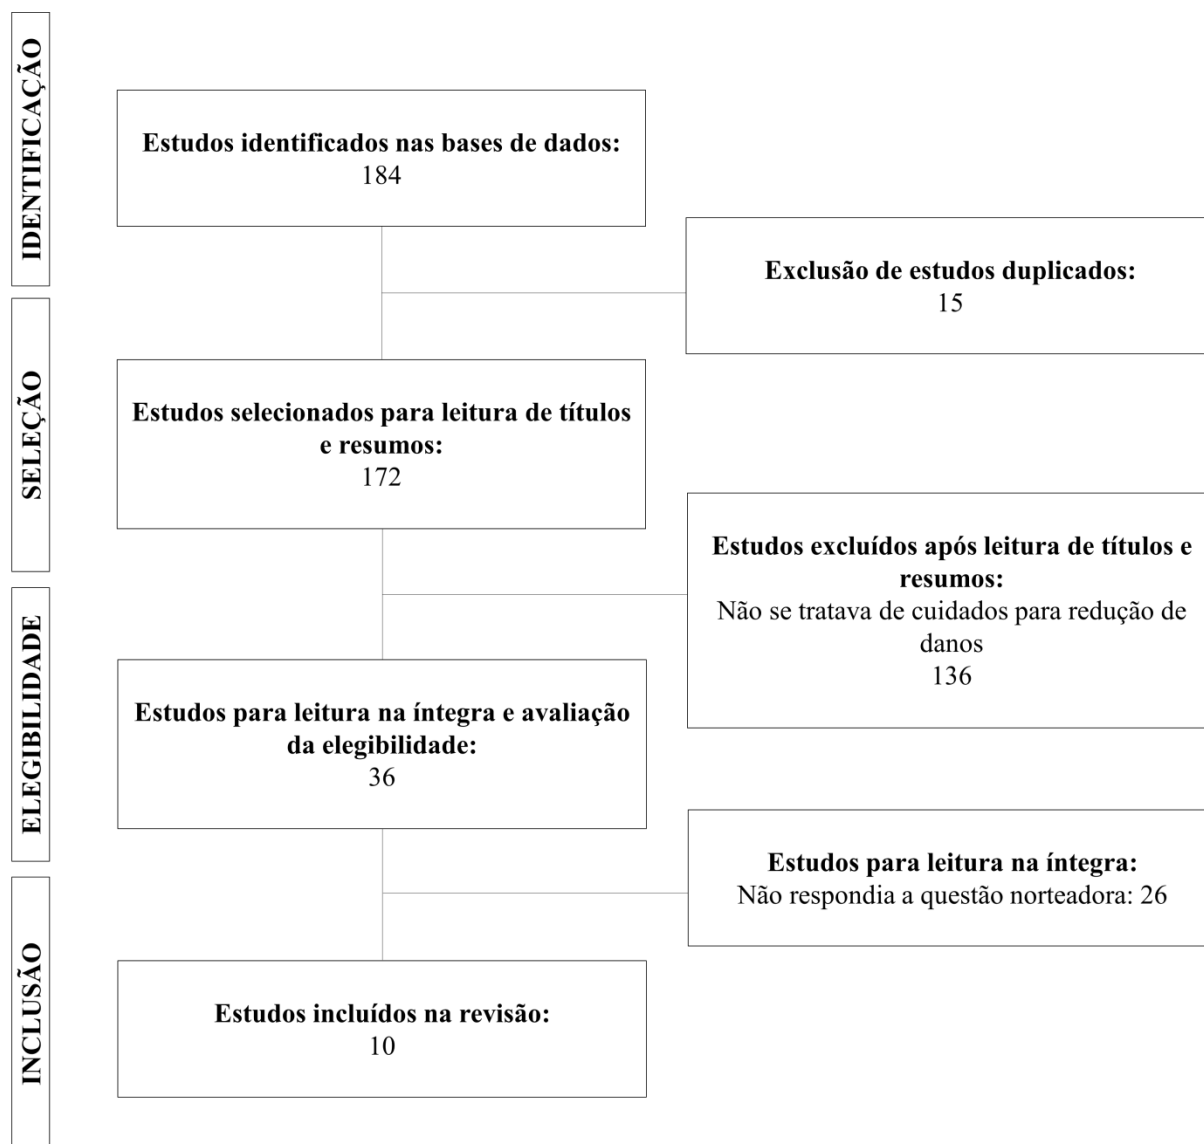 IDENTIFICAÇÃO
Estudos identificados nas bases de dados:
184
Exclusão de estudos duplicados:
15
SELEÇÃO
Estudos selecionados para leitura de títulos
e resumos:
172
Estudos excluídos após leitura de títulos e
resumos:
Não se tratava de cuidados para redução de
danos
136
ELEGIBILIDADE
Estudos para leitura na íntegra e avaliação
da elegibilidade:
36
Estudos para leitura na íntegra:
Não respondia a questão norteadora: 26
INCLUSÃO
Estudos incluídos na revisão:
10